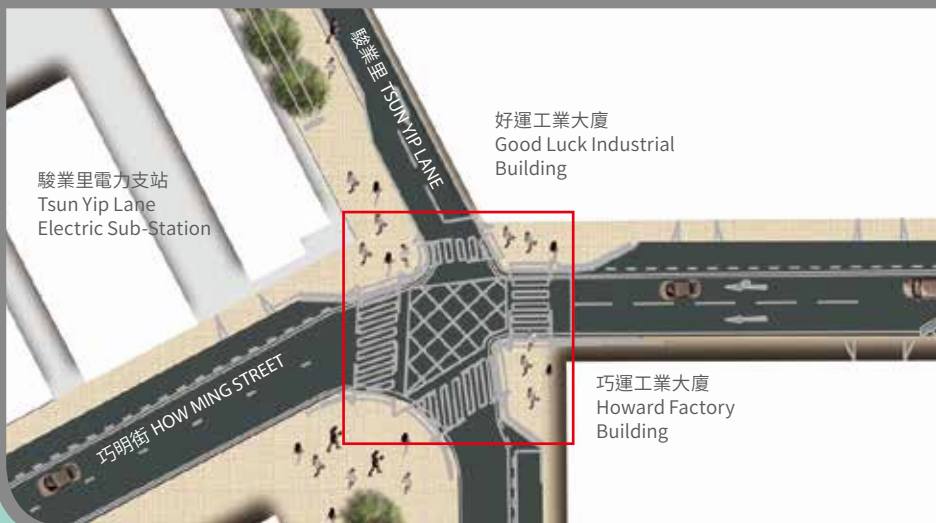 駿業里 TSUN YIP LANE
好運工業大廈
Good Luck Industrial
Building
駿業里電力支站
Tsun Yip Lane
Electric Sub-Station
巧明街 HOW MING STREET
巧運工業大廈
Howard Factory
Building